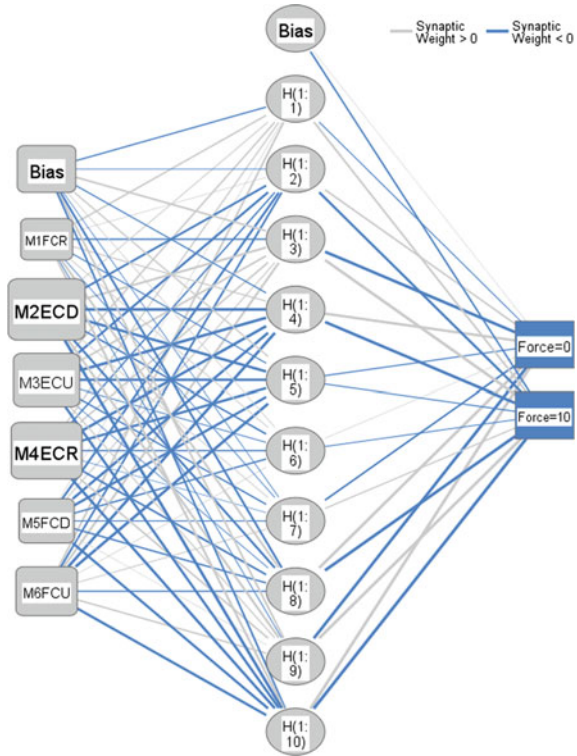 Bias
Synaptic
Weight > 0
Synaptic
Weight < 0
H(1:
1)
Bias
H(1:
2)
M1FCR
H(1:
3)
M2ECD
H(1:
4)
Force=0
M3ECU
H(1:
5)
Force=10
M4ECR
H(1:
6)
M5FCD
H(1:
7)
M6FCU
H(1:
8)
H(1:
9)
H(1:
10)